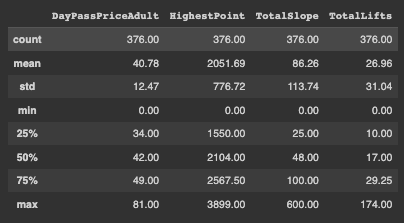 DayPassPriceAdult HighestPoint TotalSlope TotalLifts
count 376.00 376.00 376.00 376.00
mean 40.78 2051.69 86.26 26.96
std 12.47 776.72 113.74 31.04
min 0.00 0.00 0.00 0.00
25% 34.00 1550.00 25.00 10.00
50% 42.00 2104.00 48.00 17.00
75% 49.00 2567.50 100.00 29.25
max 81.00 3899.00 600.00 174.00